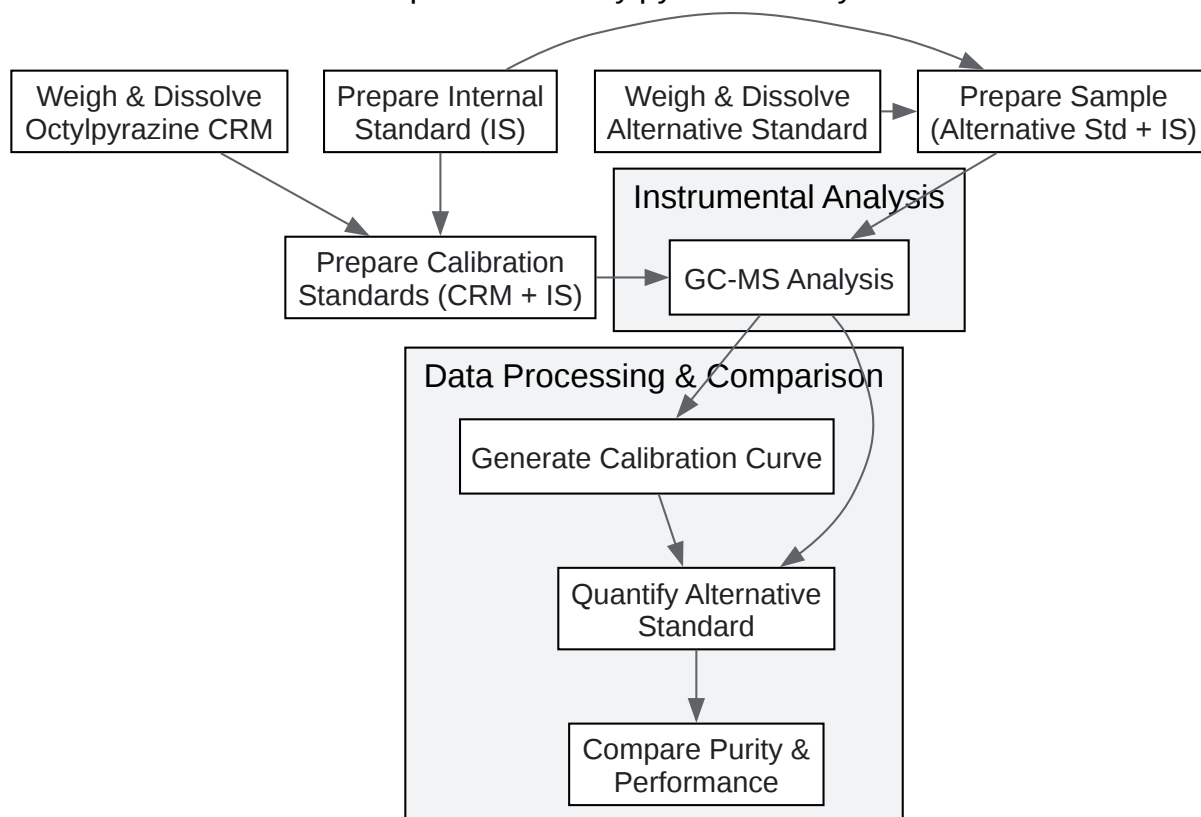 Weigh & Dissolve
Octylpyrazine CRM
Prepare Internal
Standard (IS)
Weigh & Dissolve
Alternative Standard
Prepare Sample
(Alternative Std + IS)
Instrumental Analysis
Prepare Calibration
Standards (CRM + IS)
GC-MS Analysis
Data Processing & Comparison
Generate Calibration Curve
Quantify Alternative
Standard
Compare Purity &
Performance